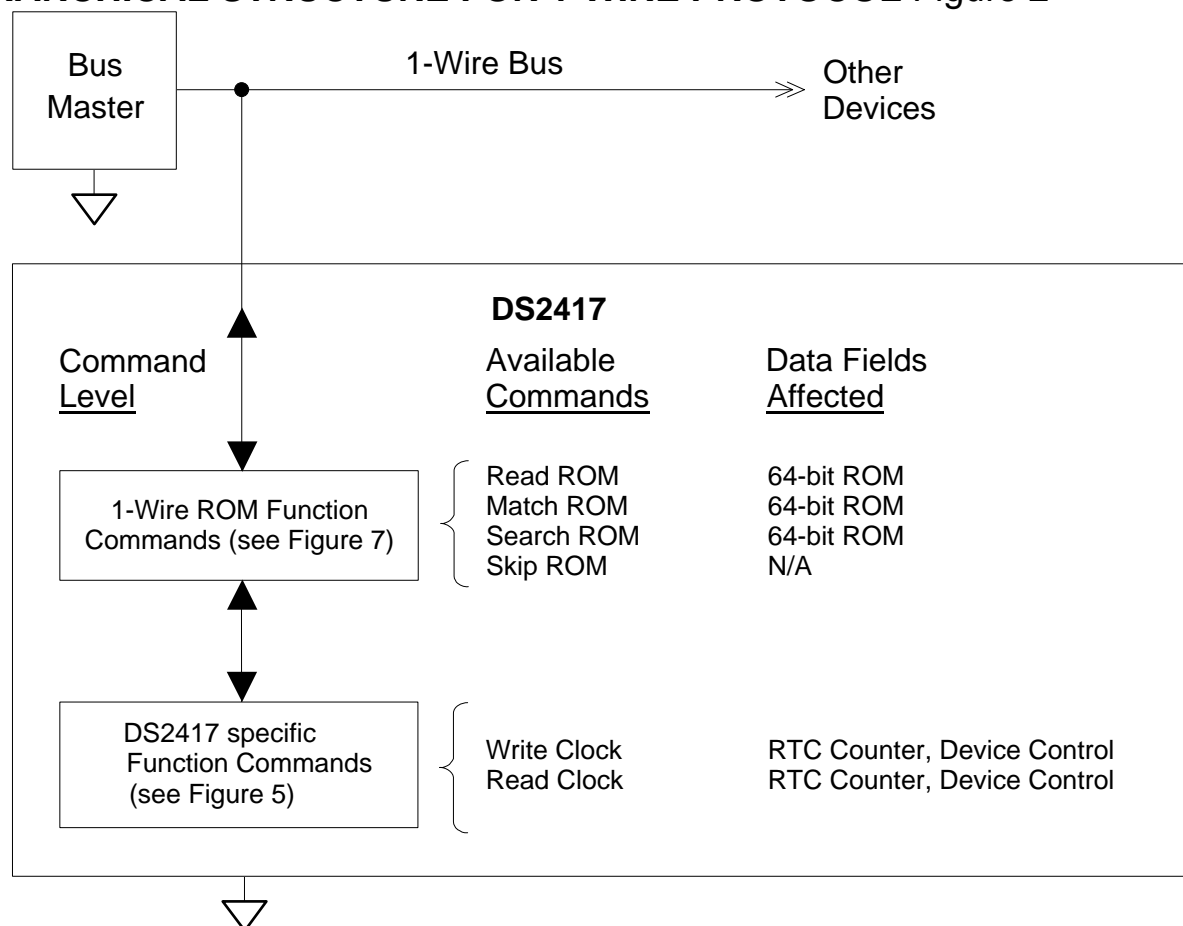 Figure 2
Bus
Master
1-Wire Bus
Other
Devices
DS2417
Command
Level
Available
Commands
Data Fields
Affected
1-Wire ROM Function
Commands (see Figure 7)
Read ROM 64-bit ROM
Match ROM 64-bit ROM
Search ROM 64-bit ROM
Skip ROM N/A
DS2417 specific
Function Commands
(see Figure 5)
Write Clock RTC Counter, Device Control
Read Clock RTC Counter, Device Control